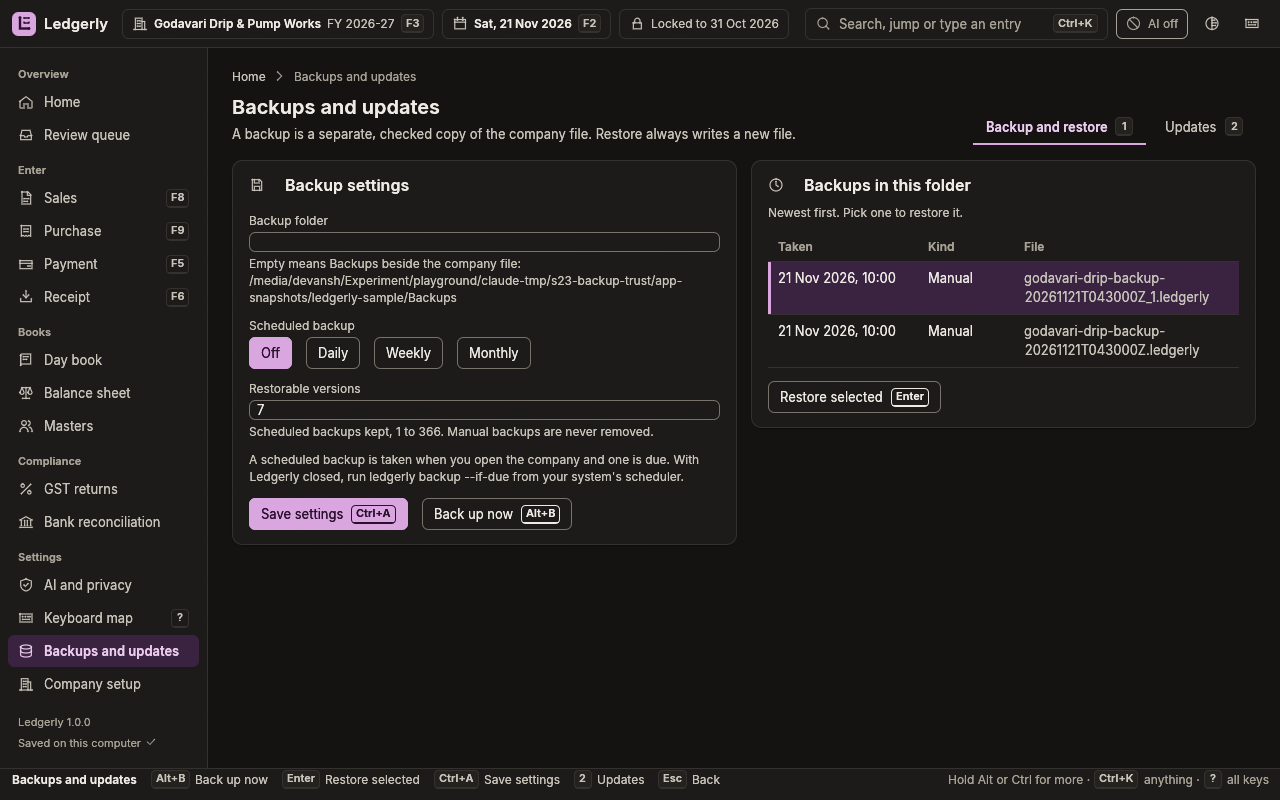 Ledgerly
Godavari Drip & Pump Works FY 2026-27 F3
Sat, 21 Nov 2026 F2
Locked to 31 Oct 2026
Search, jump or type an entry Ctrl+K
AI off
Overview
Home
Review queue
Enter
Sales F8
Purchase F9
Payment F5
Receipt F6
Books
Day book
Balance sheet
Masters
Compliance
GST returns
Bank reconciliation
Settings
AI and privacy
Keyboard map ?
Backups and updates
Company setup
Ledgerly 1.0.0
Saved on this computer
Home > Backups and updates
Backups and updates
A backup is a separate, checked copy of the company file. Restore always writes a new file.
Backup and restore 1
Updates 2
Backup settings
Backup folder
Empty means Backups beside the company file:
/media/devansh/Experiment/playground/claude-tmp/s23-backup-trust/app-
snapshots/ledgerly-sample/Backups
Scheduled backup
Off Daily Weekly Monthly
Restorable versions
7
Scheduled backups kept, 1 to 366. Manual backups are never removed.
A scheduled backup is taken when you open the company and one is due. With
Ledgerly closed, run ledgerly backup --if-due from your system's scheduler.
Save settings Ctrl+A
Back up now Alt+B
Backups in this folder
Newest first. Pick one to restore it.
Taken Kind File
21 Nov 2026, 10:00 Manual godavari-drip-backup-
20261121T043000Z_1.ledgerly
21 Nov 2026, 10:00 Manual godavari-drip-backup-
20261121T043000Z.ledgerly
Restore selected Enter
Backups and updates Alt+B Back up now Enter Restore selected Ctrl+A Save settings 2 Updates Esc Back
Hold Alt or Ctrl for more · Ctrl+K anything · ? all keys